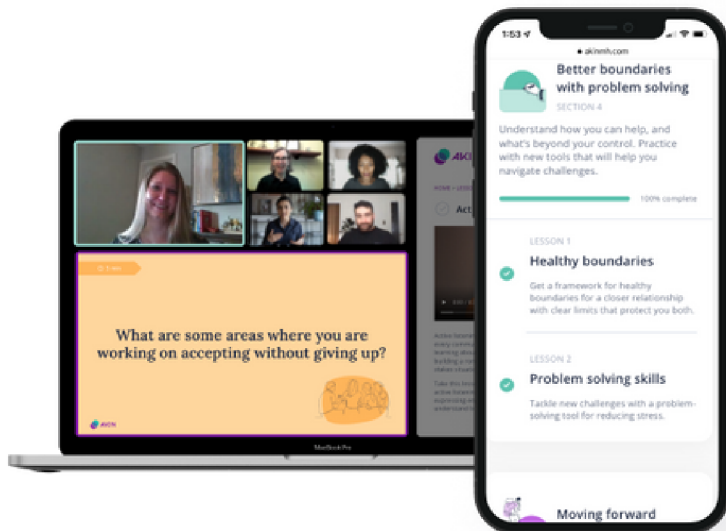 1:53
akinmh.com
Better boundaries
with problem solving
SECTION 4
Understand how you can help, and
what's beyond your control. Practice
with new tools that will help you
navigate challenges.
100% complete
LESSON 1
Healthy boundaries
Get a framework for healthy
boundaries for a closer relationship
with clear limits that protect you both.
LESSON 2
Problem solving skills
Tackle new challenges with a problem-
solving tool for reducing stress.
Moving forward
What are some areas where you are
working on accepting without giving up?
AKIN
MacBook Pro
AKIN
HOME